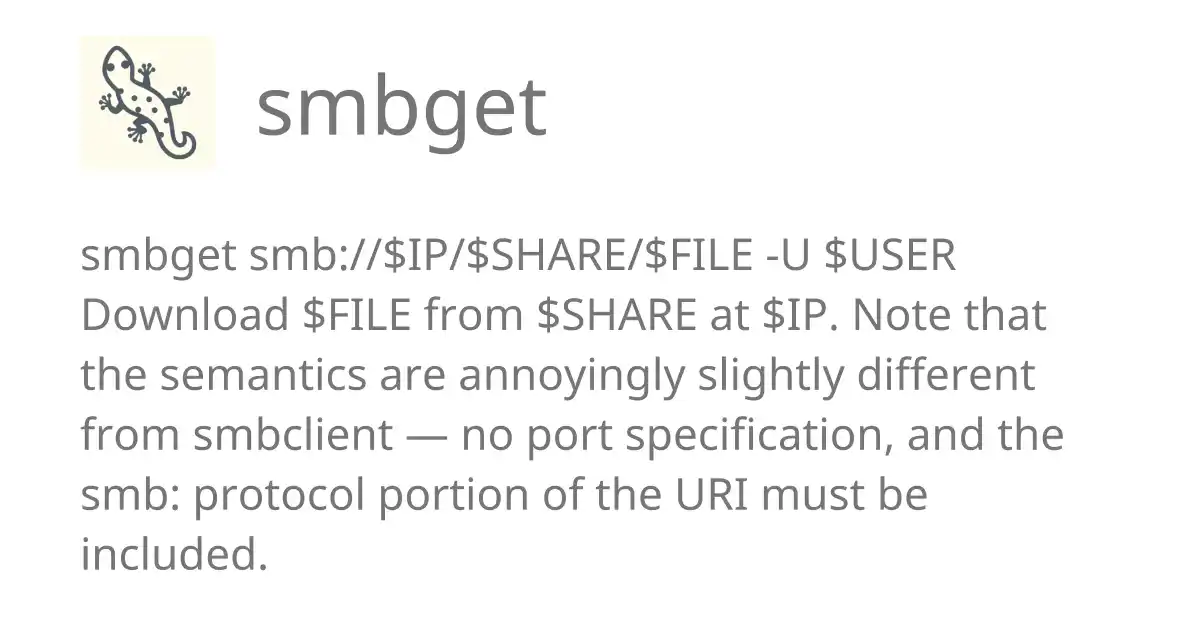 smbget
smbget smb://$IP/$SHARE/$FILE -U $USER
Download $FILE from $SHARE at $IP. Note that
the semantics are annoyingly slightly different
from smbclient — no port specification, and the
smb: protocol portion of the URI must be
included.